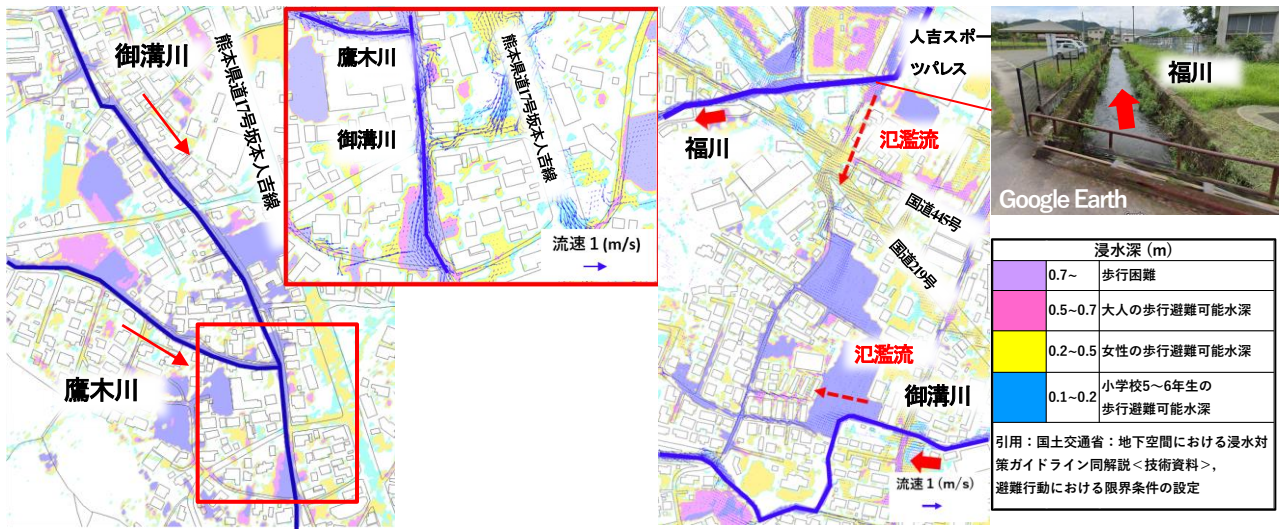 御溝川
熊本県道17号坂本人吉線
鷹木川
鷹木川
御溝川
熊本県道17号坂本人吉線
流速1(m/s)
人吉スポー
ツパレス
福川
氾濫流
国道445号
国道219号
氾濫流
御溝川
流速1(m/s)
福川
Google Earth
浸水深(m)
0.7~ 歩行困難
0.5~0.7 大人の歩行避難可能水深
0.2~0.5 女性の歩行避難可能水深
0.1~0.2 小学校5~6年生の
歩行避難可能水深
引用:国土交通省:地下空間における浸水対
策ガイドライン同解説<技術資料>,
避難行動における限界条件の設定